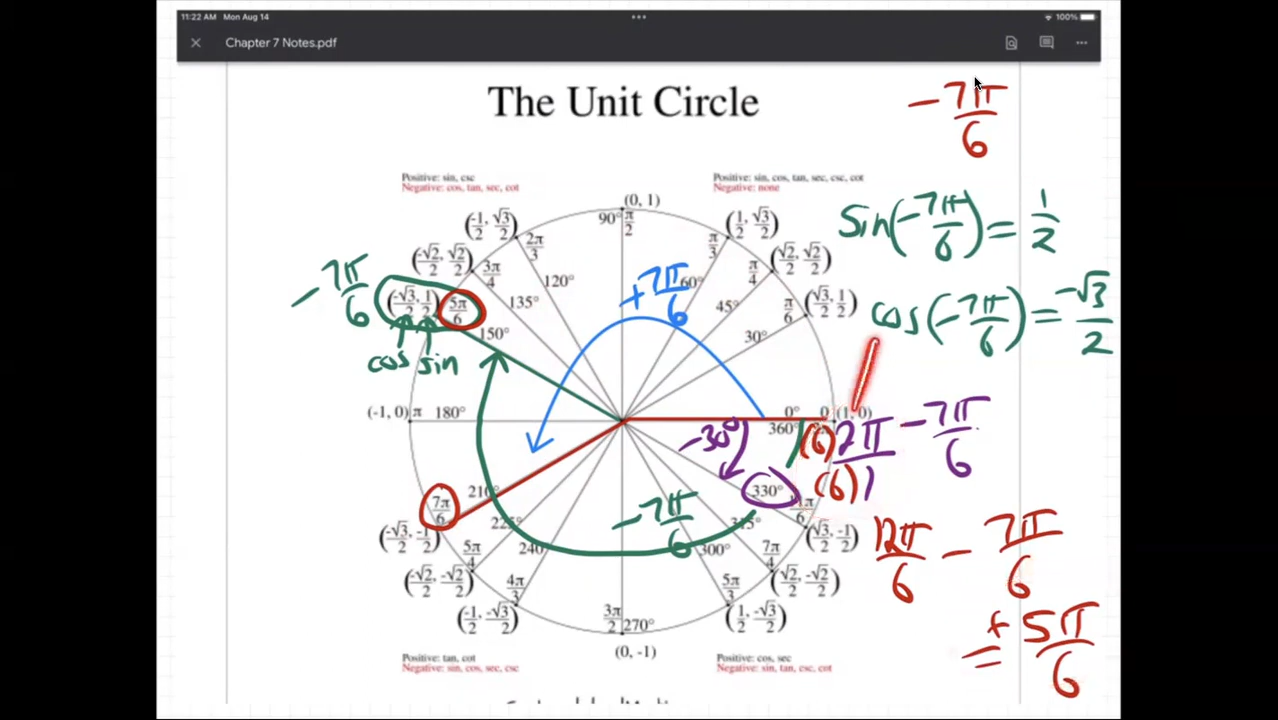 11:22 AM Mon Aug 14
100%
Chapter 7 Notes.pdf
The Unit Circle
-7π/6
Positive: sin, csc
Negative: cos, tan, sec, cot
Positive: sin, cos, tan, sec, csc, cot
Negative: none
(0, 1)
90° π/2
(-1/2, √3/2)
2π/3
120°
(1/2, √3/2)
π/3
60°
sin(-7π/6) = 1/2
(-√2/2, √2/2)
3π/4
135°
(√2/2, √2/2)
π/4
45°
-7π/6
+7π/6
(-√3/2, 1/2)
5π/6
150°
(√3/2, 1/2)
π/6
30°
cos(-7π/6) = -√3/2
cos sin
(-1, 0) π 180°
0° 0 (1, 0)
360°
-30°
(6)2π/(6)1 - 7π/6
210°
7π/6
(-√3/2, -1/2)
330°
11π/6
(√3/2, -1/2)
-7π/6
225°
5π/4
(-√2/2, -√2/2)
315°
7π/4
(√2/2, -√2/2)
12π/6 - 7π/6
240
4π/3
(-1/2, -√3/2)
300°
5π/3
(1/2, -√3/2)
3π/2 270°
(0, -1)
= +5π/6
Positive: tan, cot
Negative: sin, cos, sec, csc
Positive: cos, sec
Negative: sin, tan, csc, cot